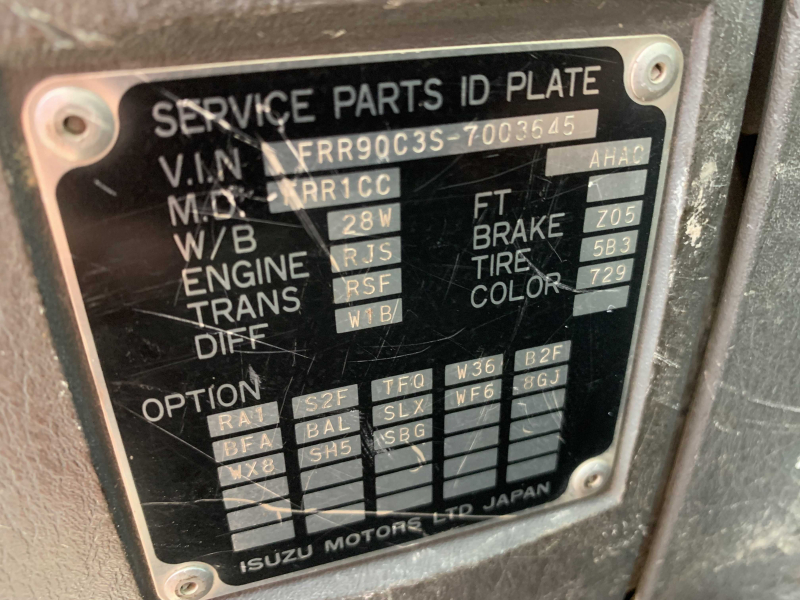 SERVICE PARTS ID PLATE
V.I.N FRR90C3S-7003645
M.D. FRR1CC AHAC
W/B 28W FT
ENGINE RJS BRAKE Z05
TRANS RSF TIRE 5B3
DIFF W1B COLOR 729
OPTION
RA1 S2F TFQ W36 B2F
BFA BAL SLX WF6 8GJ
WX8 SH5 SBG
ISUZU MOTORS LTD JAPAN